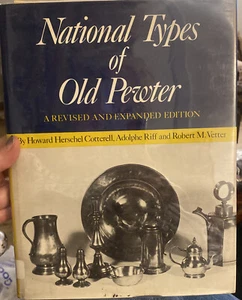 National Types
of
Old Pewter
A REVISED AND EXPANDED EDITION
By Howard Herschel Cotterell, Adolphe Riff and Robert M. Vetter